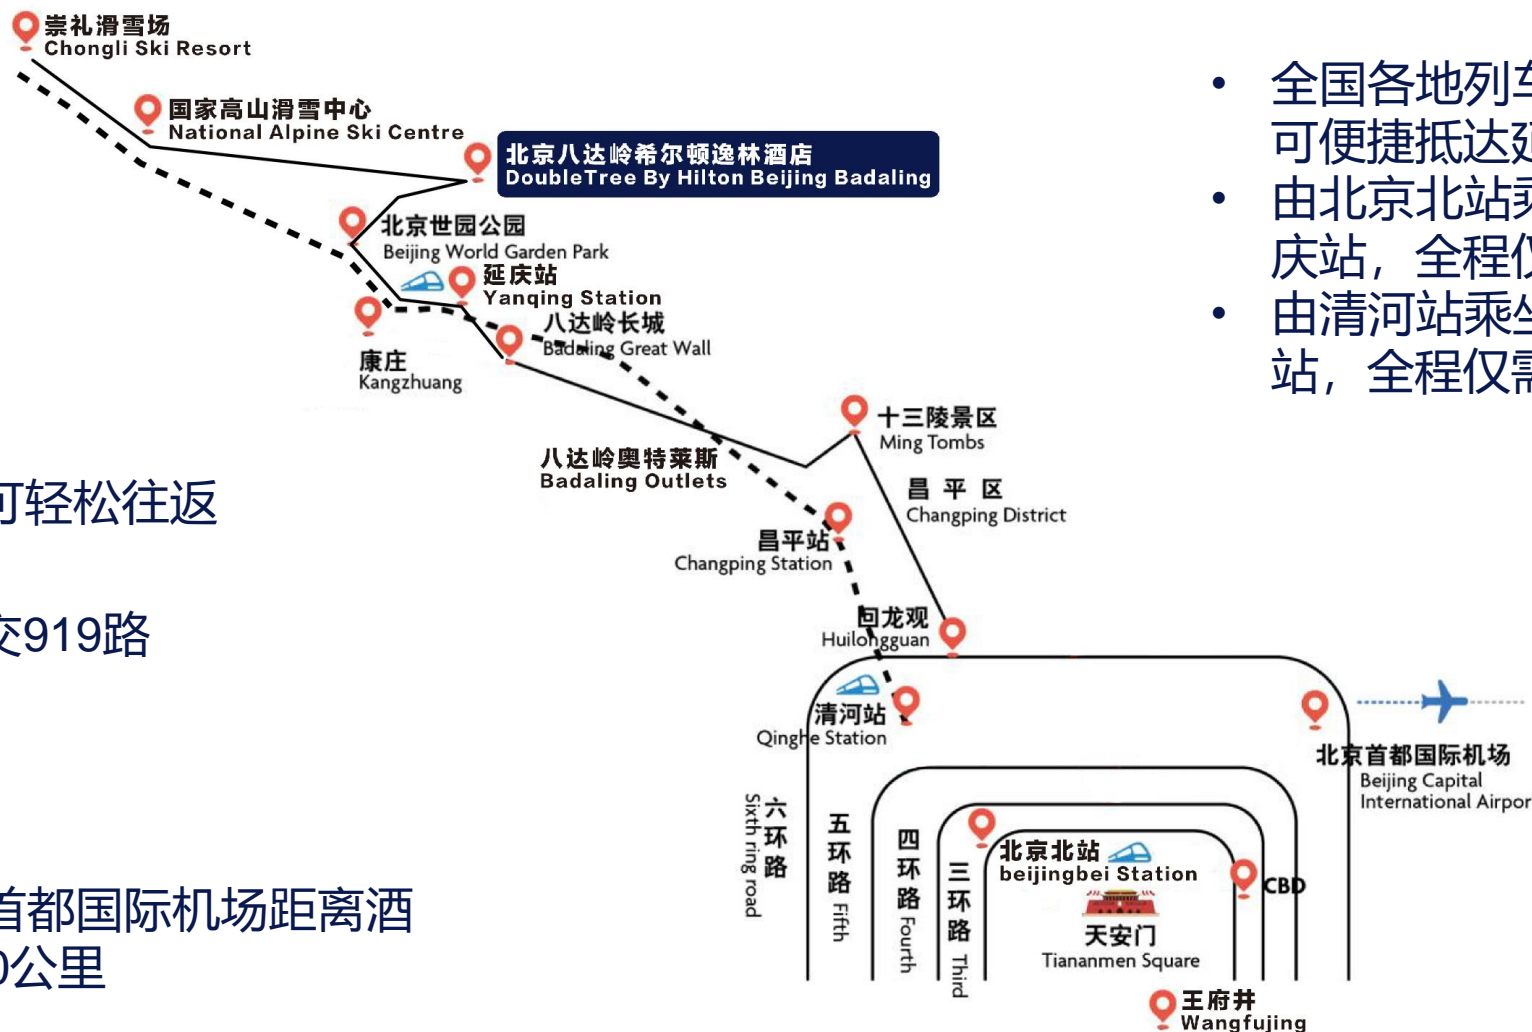 崇礼滑雪场
Chongli Ski Resort
国家高山滑雪中心
National Alpine Ski Centre
北京八达岭希尔顿逸林酒店
DoubleTree By Hilton Beijing Badaling
北京世园公园
Beijing World Garden Park
延庆站
Yanqing Station
八达岭长城
Badaling Great Wall
康庄
Kangzhuang
十三陵景区
Ming Tombs
八达岭奥特莱斯
Badaling Outlets
昌平区
Changping District
昌平站
Changping Station
回龙观
Huilongguan
清河站
Qinghe Station
北京首都国际机场
Beijing Capital
International Airpor
六环路
Sixth ring road
五环路 Fifth
四环路 Fourth
三环路 Third
北京北站
beijingbei Station
CBD
天安门
Tiananmen Square
王府井
Wangfujing
• 全国各地列车
可便捷抵达延
• 由北京北站乘
庆站，全程仅
• 由清河站乘坐
站，全程仅需
可轻松往返
交919路
首都国际机场距离酒
0公里